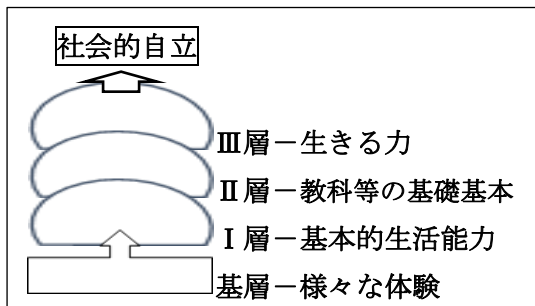 社会的自立
Ⅲ層－生きる力
Ⅱ層－教科等の基礎基本
Ⅰ層－基本的生活能力
基層－様々な体験